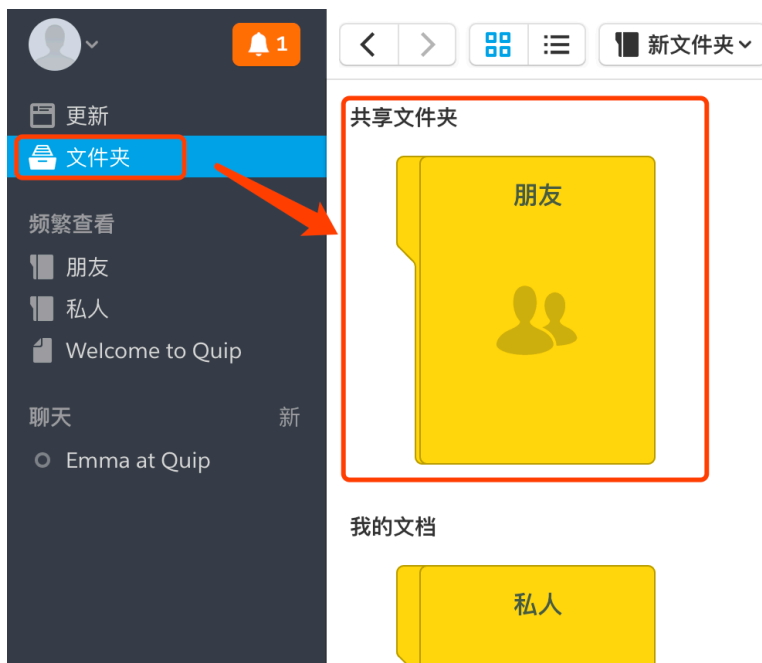 1
更新
文件夹
频繁查看
朋友
私人
Welcome to Quip
聊天 新
Emma at Quip
新文件夹
共享文件夹
朋友
我的文档
私人